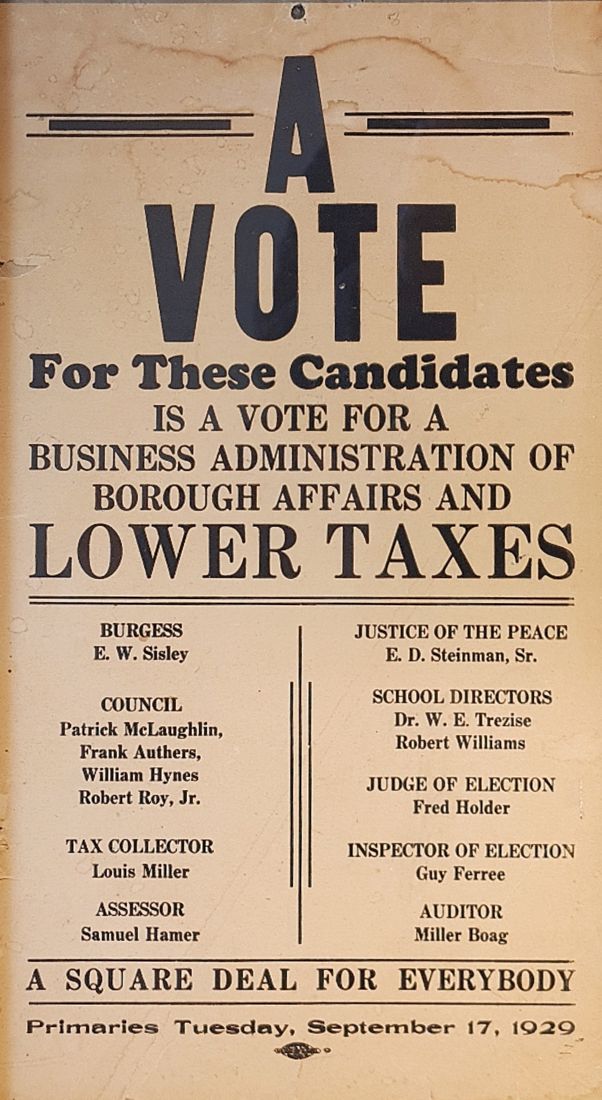 A
VOTE
For These Candidates
IS A VOTE FOR A
BUSINESS ADMINISTRATION OF
BOROUGH AFFAIRS AND
LOWER TAXES
BURGESS
E. W. Sisley
COUNCIL
Patrick McLaughlin,
Frank Authers,
William Hynes
Robert Roy, Jr.
TAX COLLECTOR
Louis Miller
ASSESSOR
Samuel Hamer
JUSTICE OF THE PEACE
E. D. Steinman, Sr.
SCHOOL DIRECTORS
Dr. W. E. Trezise
Robert Williams
JUDGE OF ELECTION
Fred Holder
INSPECTOR OF ELECTION
Guy Ferree
AUDITOR
Miller Boag
A SQUARE DEAL FOR EVERYBODY
Primaries Tuesday, September 17, 1929